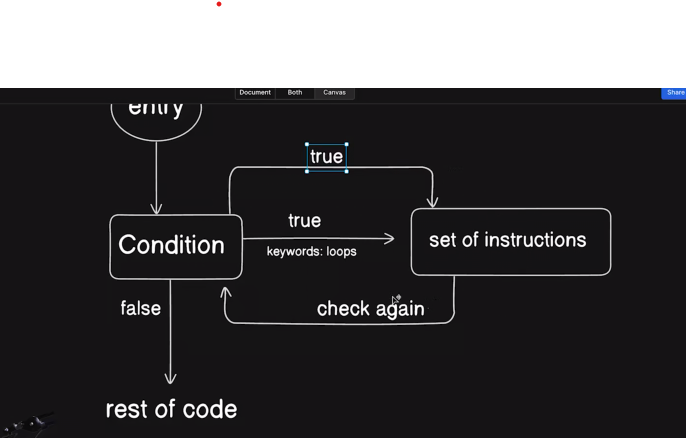 Document Both Canvas Share
entry
true
true
Condition
set of instructions
keywords: loops
false
check again
rest of code